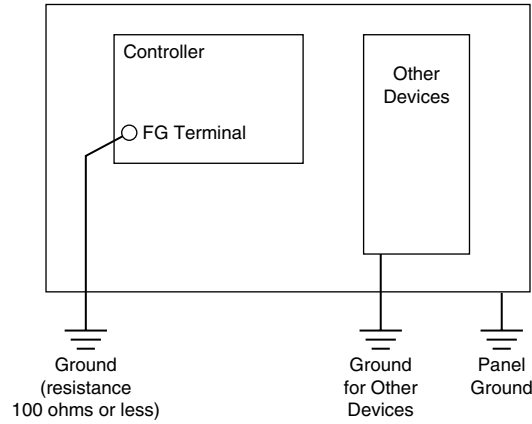 Controller
FG Terminal
Other
Devices
Ground
(resistance
100 ohms or less)
Ground
for Other
Devices
Panel
Ground